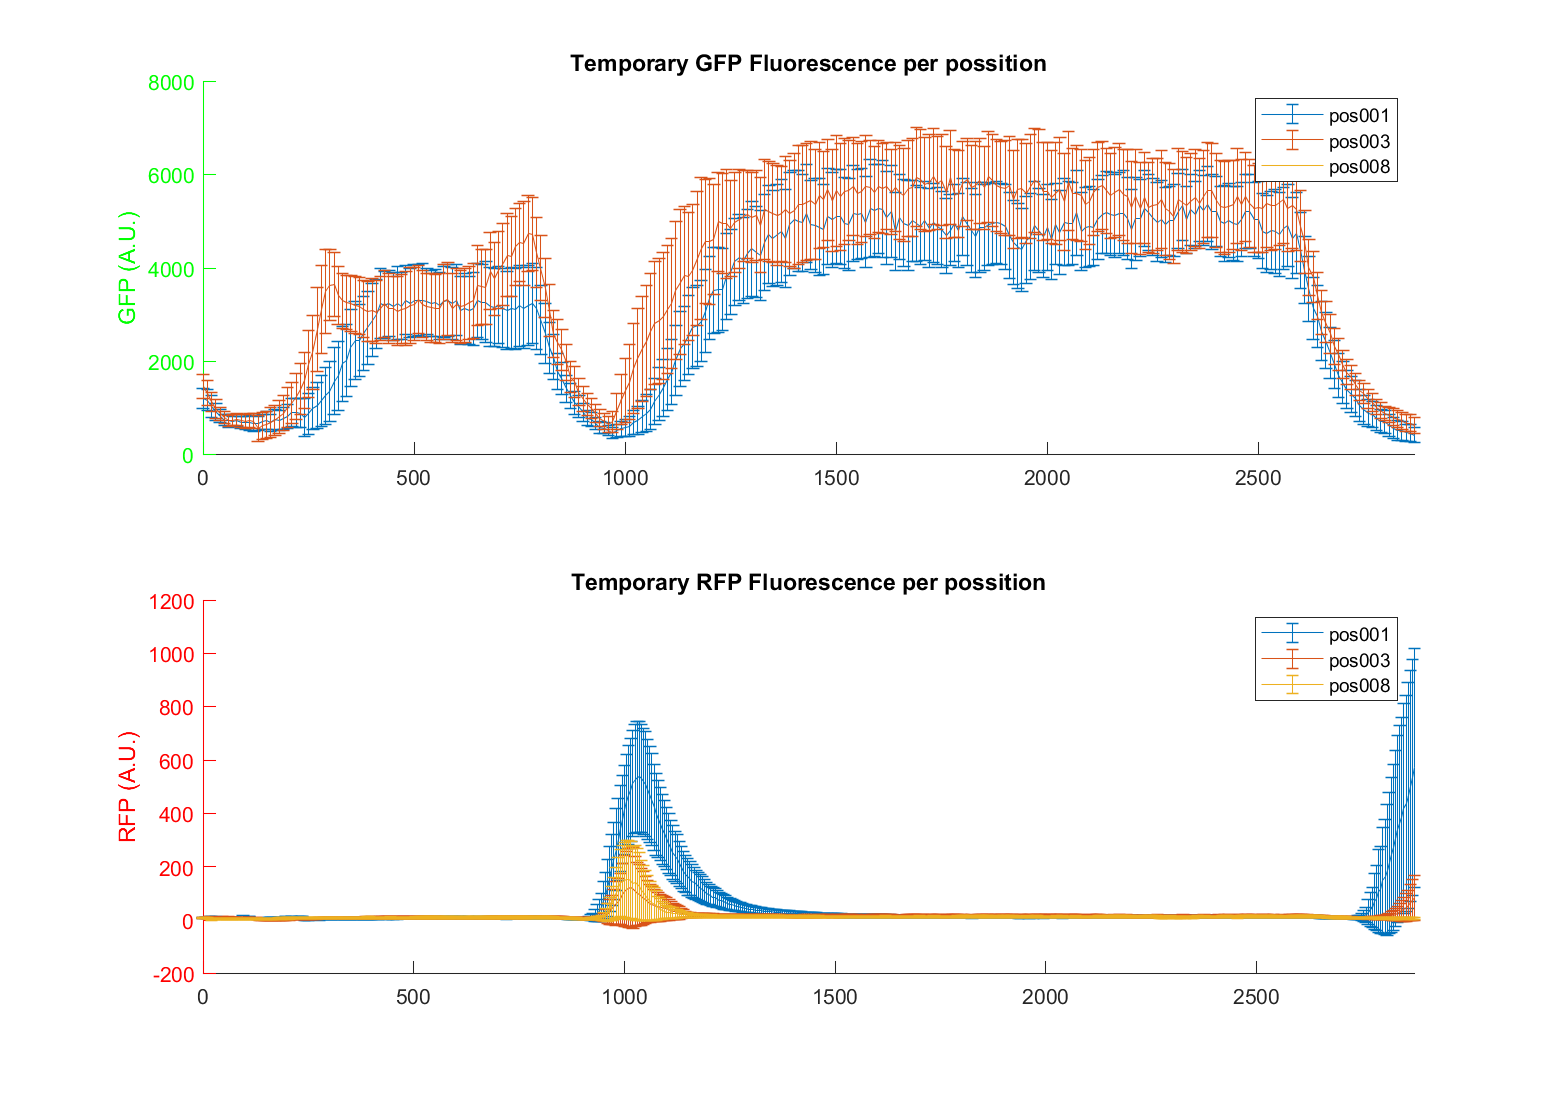 Temporary GFP Fluorescence per possition
8000
6000
4000
2000
0
GFP (A.U.)
pos001
pos003
pos008
0 500 1000 1500 2000 2500
Temporary RFP Fluorescence per possition
1200
1000
800
600
400
200
0
-200
RFP (A.U.)
pos001
pos003
pos008
0 500 1000 1500 2000 2500